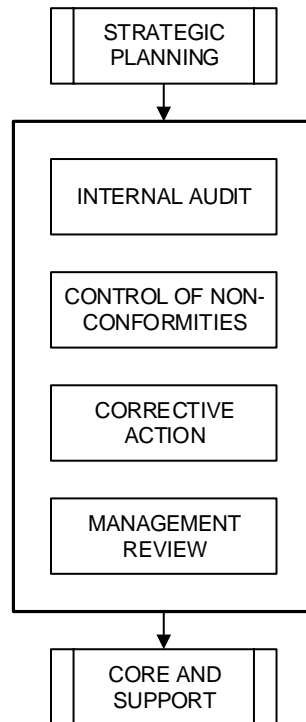 STRATEGIC
PLANNING
INTERNAL AUDIT
CONTROL OF NON-
CONFORMITIES
CORRECTIVE
ACTION
MANAGEMENT
REVIEW
CORE AND
SUPPORT